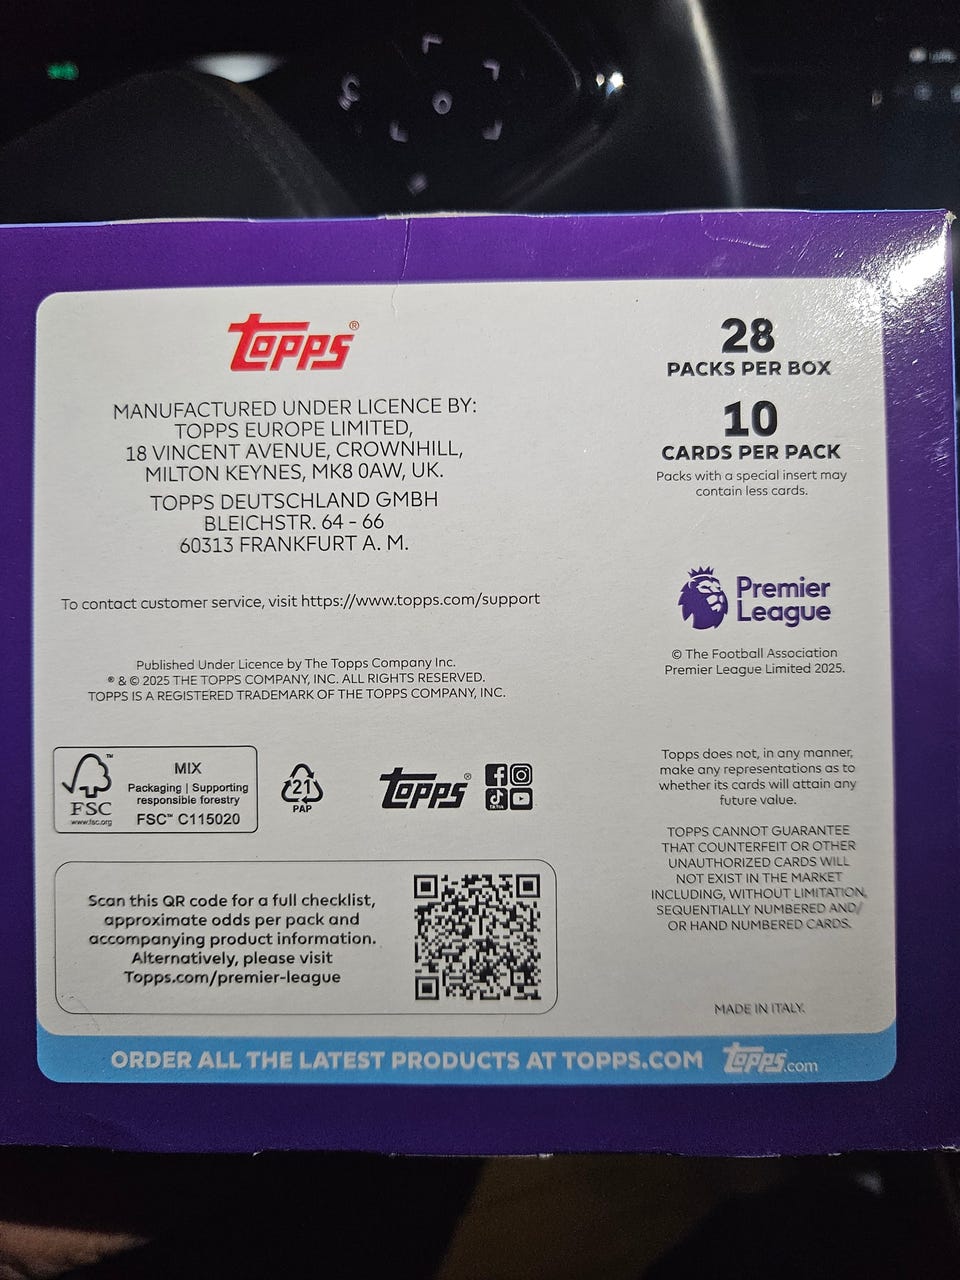 Topps®
MANUFACTURED UNDER LICENCE BY:
TOPPS EUROPE LIMITED,
18 VINCENT AVENUE, CROWNHILL,
MILTON KEYNES, MK8 0AW, UK.
TOPPS DEUTSCHLAND GMBH
BLEICHSTR. 64 - 66
60313 FRANKFURT A. M.
To contact customer service, visit https://www.topps.com/support
Published Under Licence by The Topps Company Inc.
® & © 2025 THE TOPPS COMPANY, INC. ALL RIGHTS RESERVED.
TOPPS IS A REGISTERED TRADEMARK OF THE TOPPS COMPANY, INC.
28
PACKS PER BOX
10
CARDS PER PACK
Packs with a special insert may
contain less cards.
Premier
League
© The Football Association
Premier League Limited 2025.
FSC
www.fsc.org
MIX
Packaging | Supporting
responsible forestry
FSC™ C115020
21
PAP
Topps®
TikTok
Topps does not, in any manner,
make any representations as to
whether its cards will attain any
future value.
TOPPS CANNOT GUARANTEE
THAT COUNTERFEIT OR OTHER
UNAUTHORIZED CARDS WILL
NOT EXIST IN THE MARKET
INCLUDING, WITHOUT LIMITATION,
SEQUENTIALLY NUMBERED AND/
OR HAND NUMBERED CARDS.
Scan this QR code for a full checklist,
approximate odds per pack and
accompanying product information.
Alternatively, please visit
Topps.com/premier-league
MADE IN ITALY.
ORDER ALL THE LATEST PRODUCTS AT TOPPS.COM
Topps.com